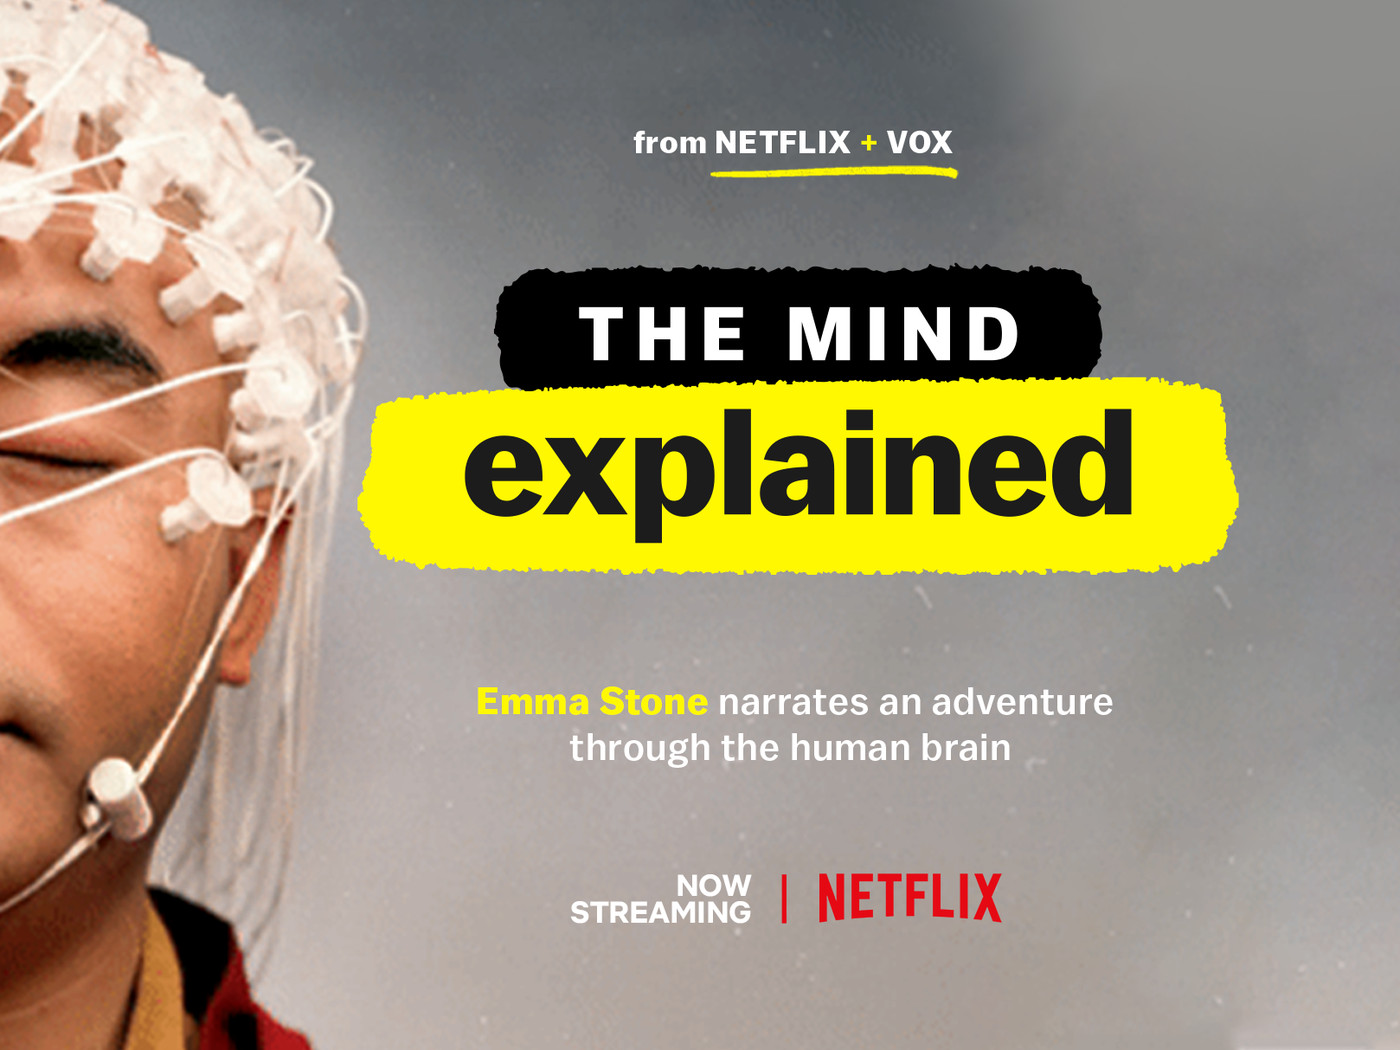 from NETFLIX + VOX
THE MIND
explained
Emma Stone narrates an adventure
through the human brain
NOW
STREAMING | NETFLIX